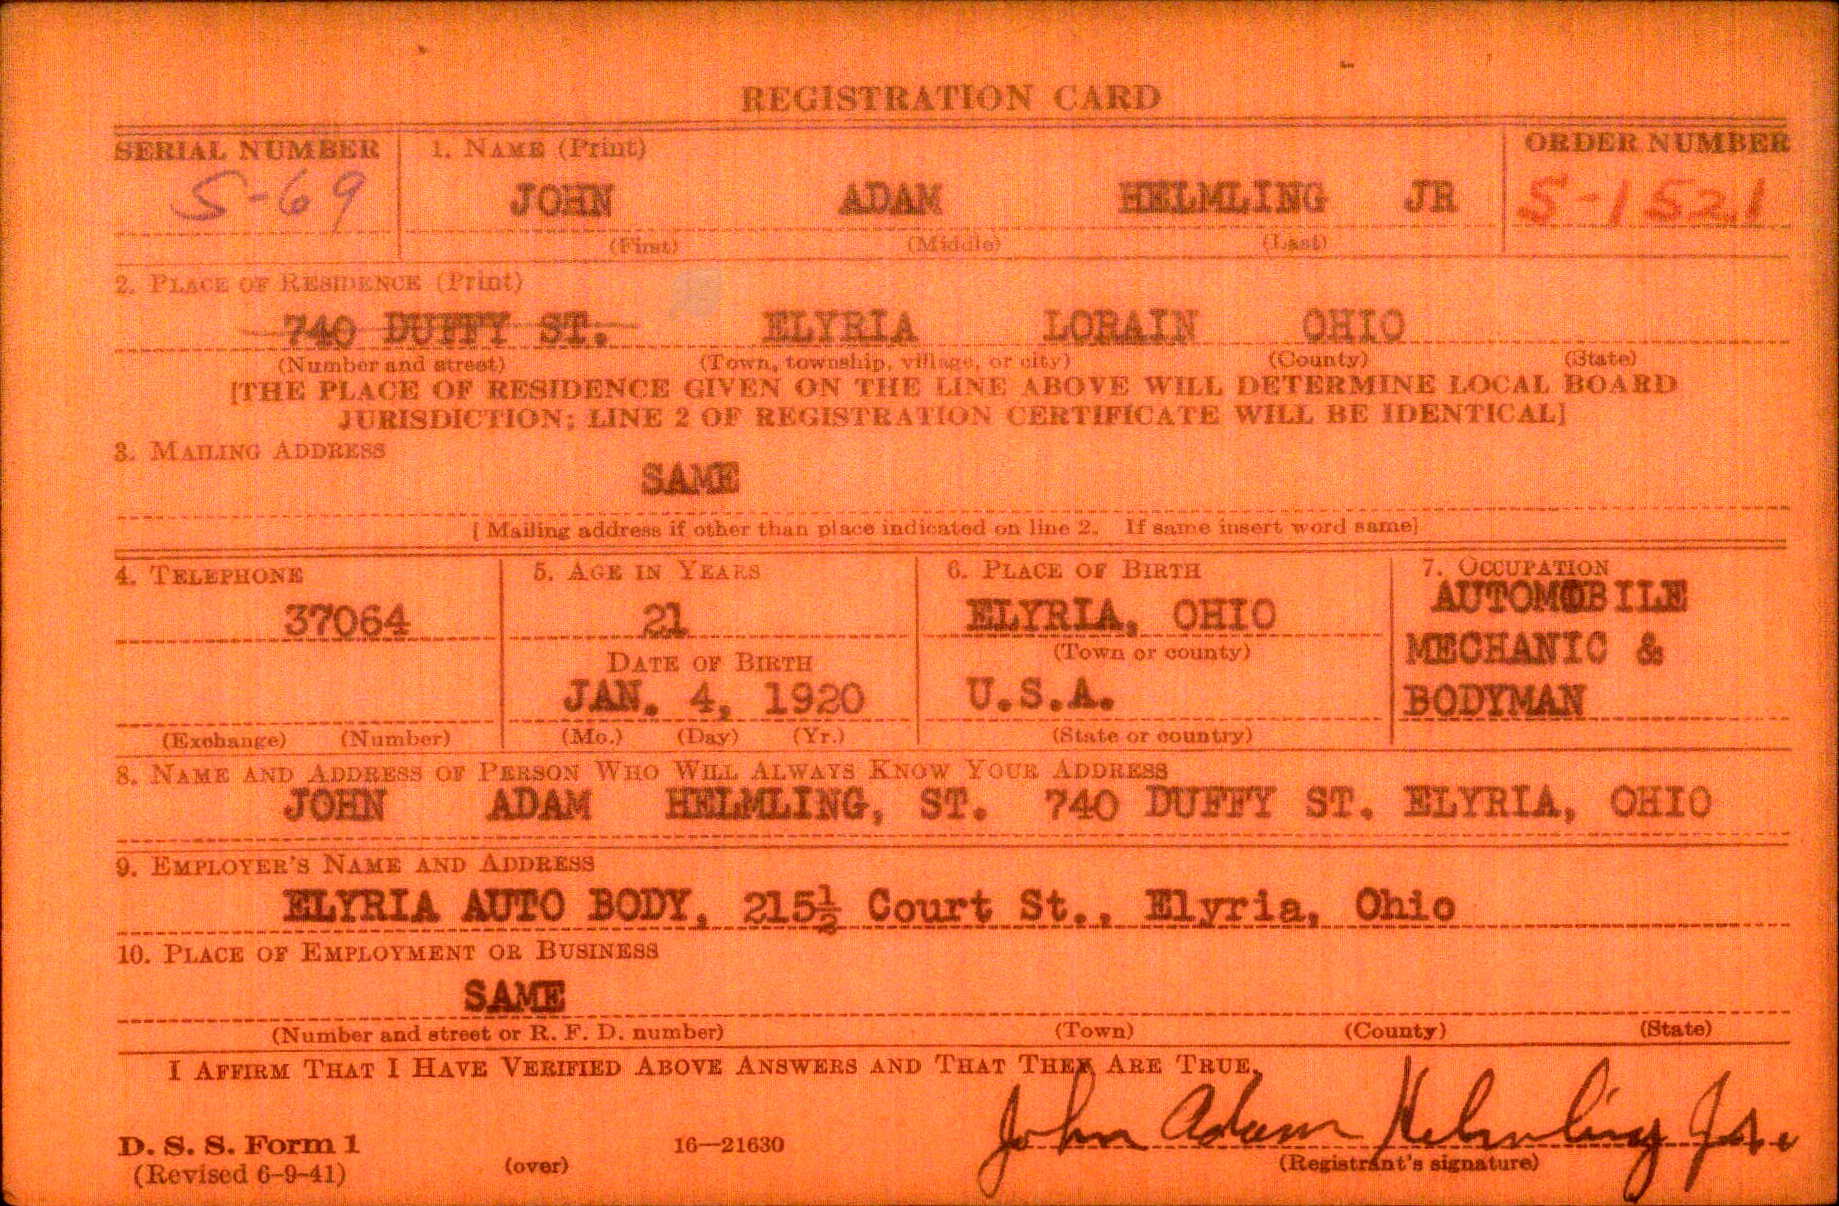 REGISTRATION CARD
SERIAL NUMBER 1. NAME (Print) ORDER NUMBER
S-69 JOHN ADAM HELMLING JR S-1521
(First) (Middle) (Last)
2. PLACE OF RESIDENCE (Print)
740 DUFFY ST. ELYRIA LORAIN OHIO
(Number and street) (Town, township, village, or city) (County) (State)
[THE PLACE OF RESIDENCE GIVEN ON THE LINE ABOVE WILL DETERMINE LOCAL BOARD
JURISDICTION; LINE 2 OF REGISTRATION CERTIFICATE WILL BE IDENTICAL]
3. MAILING ADDRESS
SAME
[Mailing address if other than place indicated on line 2. If same insert word same]
4. TELEPHONE 5. AGE IN YEARS 6. PLACE OF BIRTH 7. OCCUPATION
37064 21 ELYRIA, OHIO AUTOMOBILE
DATE OF BIRTH (Town or county) MECHANIC &
JAN. 4, 1920 U.S.A. BODYMAN
(Exchange) (Number) (Mo.) (Day) (Yr.) (State or country)
8. NAME AND ADDRESS OF PERSON WHO WILL ALWAYS KNOW YOUR ADDRESS
JOHN ADAM HELMLING, ST. 740 DUFFY ST. ELYRIA, OHIO
9. EMPLOYER'S NAME AND ADDRESS
ELYRIA AUTO BODY, 215½ Court St., Elyria, Ohio
10. PLACE OF EMPLOYMENT OR BUSINESS
SAME
(Number and street or R. F. D. number) (Town) (County) (State)
I AFFIRM THAT I HAVE VERIFIED ABOVE ANSWERS AND THAT THEY ARE TRUE.
John Adam Helmling Jr.
D. S. S. Form 1 16—21630
(Revised 6-9-41) (over) (Registrant's signature)